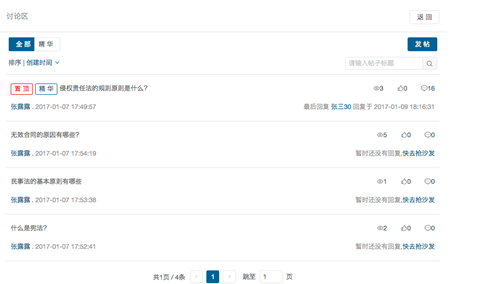 讨论区
返 回
全 部 精 华
发 帖
排序 | 创建时间
请输入帖子标题
置 顶 精 华 侵权责任法的规则原则是什么?
3 0 16
张露露 . 2017-01-07 17:49:57
最后回复 张三30 回复于 2017-01-09 18:16:31
无效合同的原因有哪些?
5 0 0
张露露 . 2017-01-07 17:54:19
暂时还没有回复,快去抢沙发
民事法的基本原则有哪些
1 0 0
张露露 . 2017-01-07 17:53:38
暂时还没有回复,快去抢沙发
什么是宪法?
2 0 0
张露露 . 2017-01-07 17:52:41
暂时还没有回复,快去抢沙发
共1页 / 4条 1 跳至 1 页